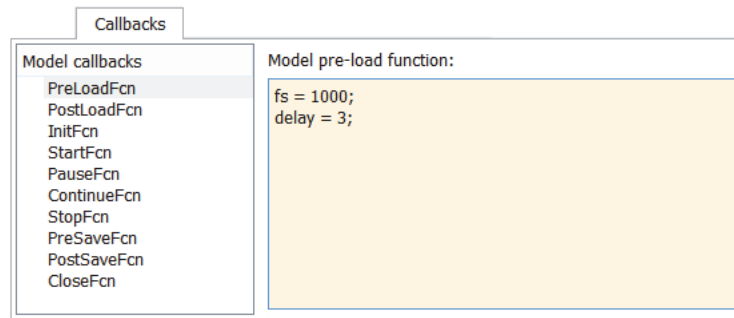 Callbacks
Model callbacks
PreLoadFcn
PostLoadFcn
InitFcn
StartFcn
PauseFcn
ContinueFcn
StopFcn
PreSaveFcn
PostSaveFcn
CloseFcn
Model pre-load function:
fs = 1000;
delay = 3;